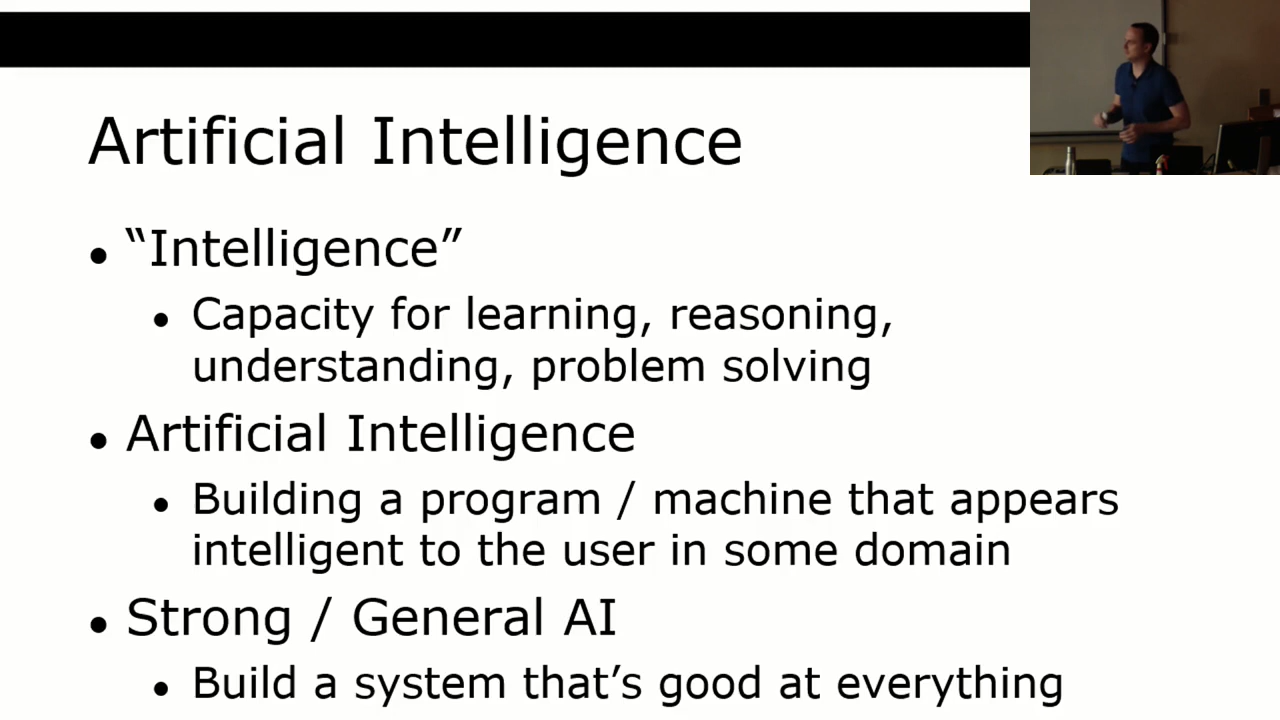 Artificial Intelligence
● “Intelligence”
● Capacity for learning, reasoning,
understanding, problem solving
● Artificial Intelligence
● Building a program / machine that appears
intelligent to the user in some domain
● Strong / General AI
● Build a system that’s good at everything